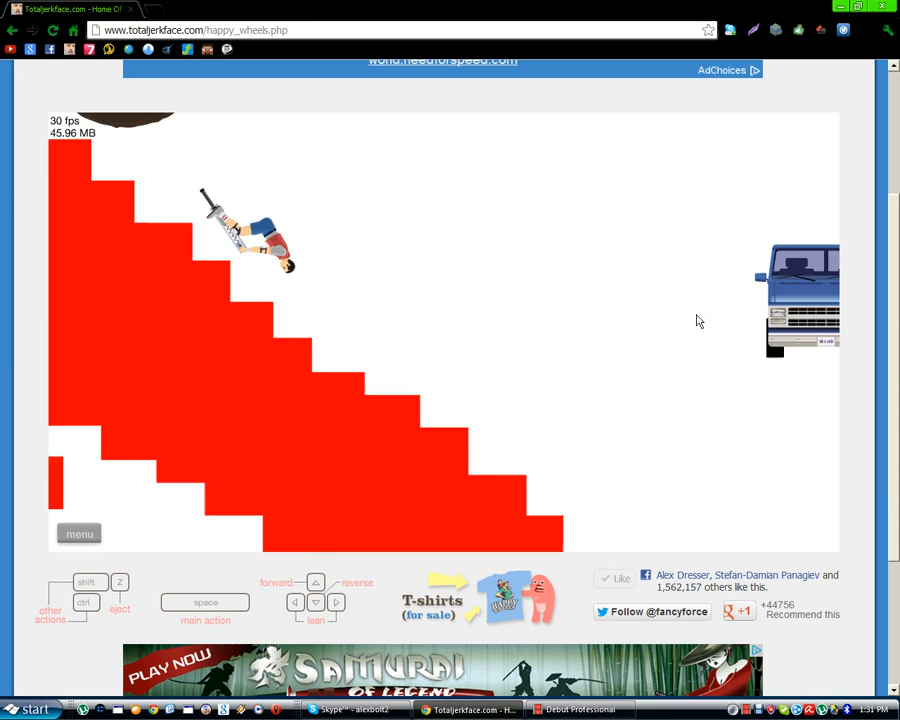 Totaljerkface.com - Home Of
www.totaljerkface.com/happy_wheels.php
world.needforspeed.com
AdChoices
30 fps
45.96 MB
menu
shift Z
ctrl
other actions
eject
space
main action
forward
reverse
lean
T-shirts
(for sale)
Like
Alex Dresser, Stefan-Damian Panagiev and
1,562,157 others like this.
Follow @fancyforce
+1
+44756
Recommend this
PLAY NOW
SAMURAI
OF LEGEND
start
Skype™ - alexbolt2
Totaljerkface.com - H...
Debut Professional
1:31 PM